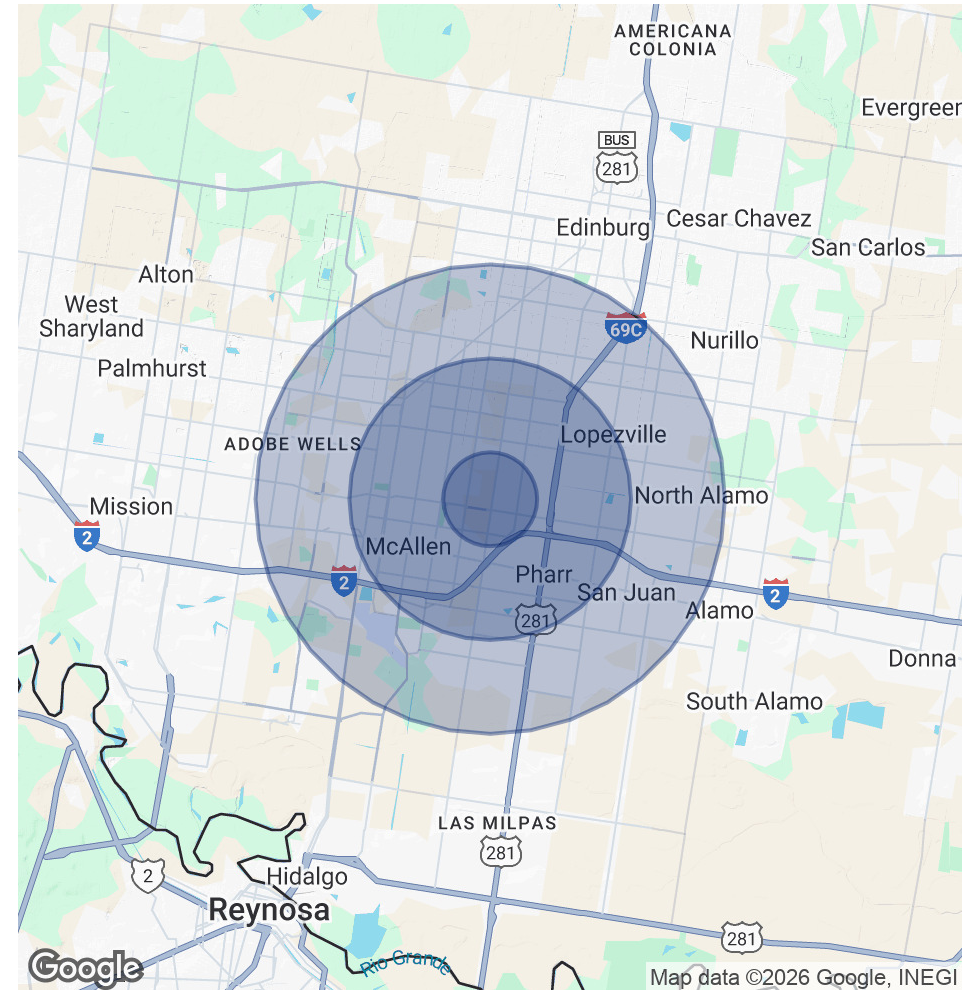 AMERICANA
COLONIA
Evergreen
BUS
281
Edinburg
Cesar Chavez
San Carlos
Alton
West
Sharyland
69C
Nurillo
Palmhurst
Lopezville
ADOBE WELLS
North Alamo
Mission
2
McAllen
Pharr
2
San Juan
2
Alamo
281
Donna
South Alamo
LAS MILPAS
281
2
Hidalgo
Reynosa
281
Rio Grande
Google
Map data ©2026 Google, INEGI